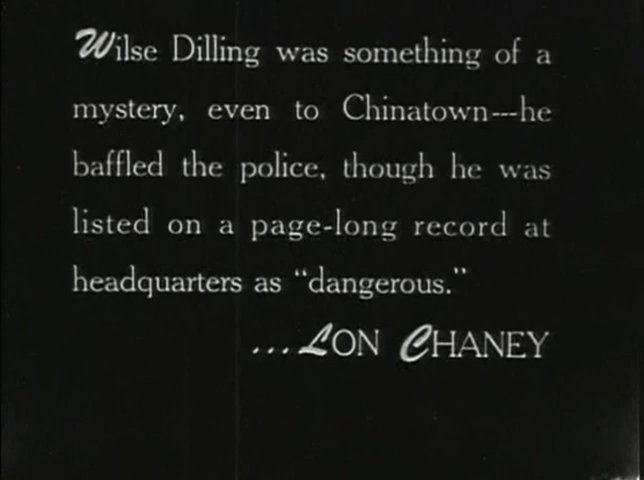 Wilse Dilling was something of a
mystery, even to Chinatown---he
baffled the police, though he was
listed on a page-long record at
headquarters as "dangerous."
...LON CHANEY